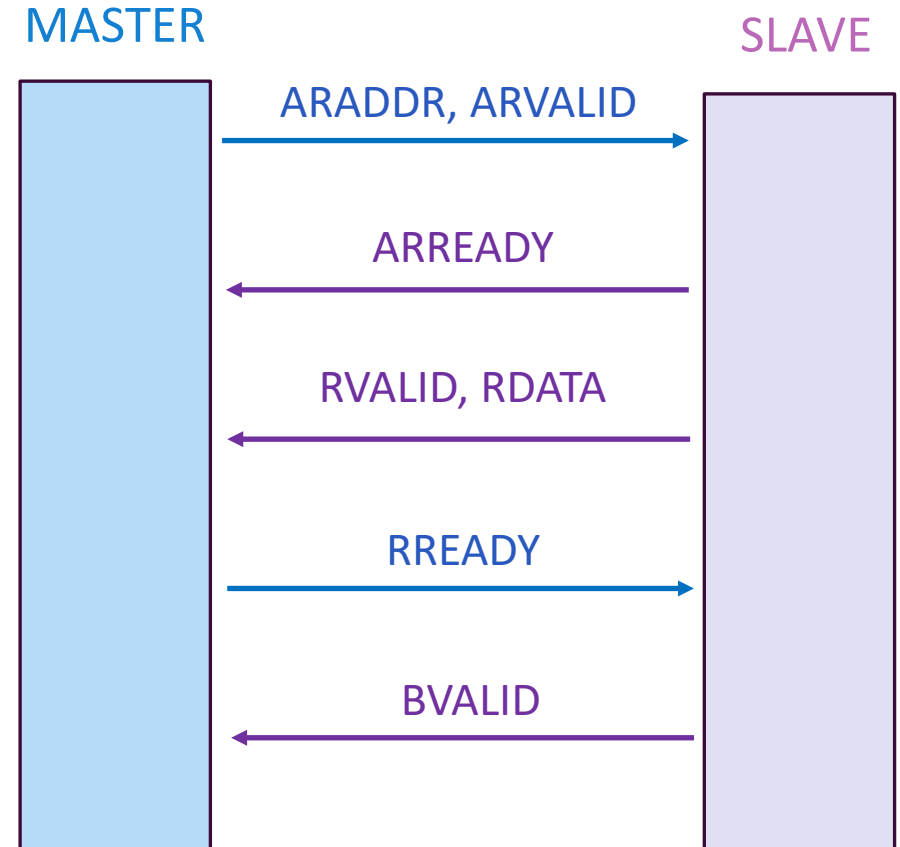 MASTER
SLAVE
ARADDR, ARVALID
ARREADY
RVALID, RDATA
RREADY
BVALID